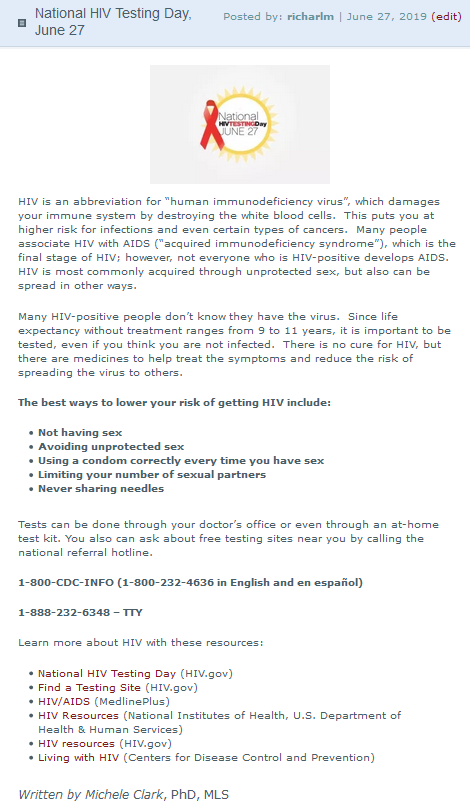 National HIV Testing Day,
June 27
Posted by: richarlm | June 27, 2019 (edit)
National
HIVTESTINGDay
JUNE 27
HIV is an abbreviation for “human immunodeficiency virus”, which damages
your immune system by destroying the white blood cells.  This puts you at
higher risk for infections and even certain types of cancers.  Many people
associate HIV with AIDS (“acquired immunodeficiency syndrome”), which is the
final stage of HIV; however, not everyone who is HIV-positive develops AIDS.
HIV is most commonly acquired through unprotected sex, but also can be
spread in other ways.
Many HIV-positive people don’t know they have the virus.  Since life
expectancy without treatment ranges from 9 to 11 years, it is important to be
tested, even if you think you are not infected.  There is no cure for HIV, but
there are medicines to help treat the symptoms and reduce the risk of
spreading the virus to others.
The best ways to lower your risk of getting HIV include:
• Not having sex
• Avoiding unprotected sex
• Using a condom correctly every time you have sex
• Limiting your number of sexual partners
• Never sharing needles
Tests can be done through your doctor’s office or even through an at-home
test kit. You also can ask about free testing sites near you by calling the
national referral hotline.
1-800-CDC-INFO (1-800-232-4636 in English and en español)
1-888-232-6348 – TTY
Learn more about HIV with these resources:
• National HIV Testing Day (HIV.gov)
• Find a Testing Site (HIV.gov)
• HIV/AIDS (MedlinePlus)
• HIV Resources (National Institutes of Health, U.S. Department of
Health & Human Services)
• HIV resources (HIV.gov)
• Living with HIV (Centers for Disease Control and Prevention)
Written by Michele Clark, PhD, MLS